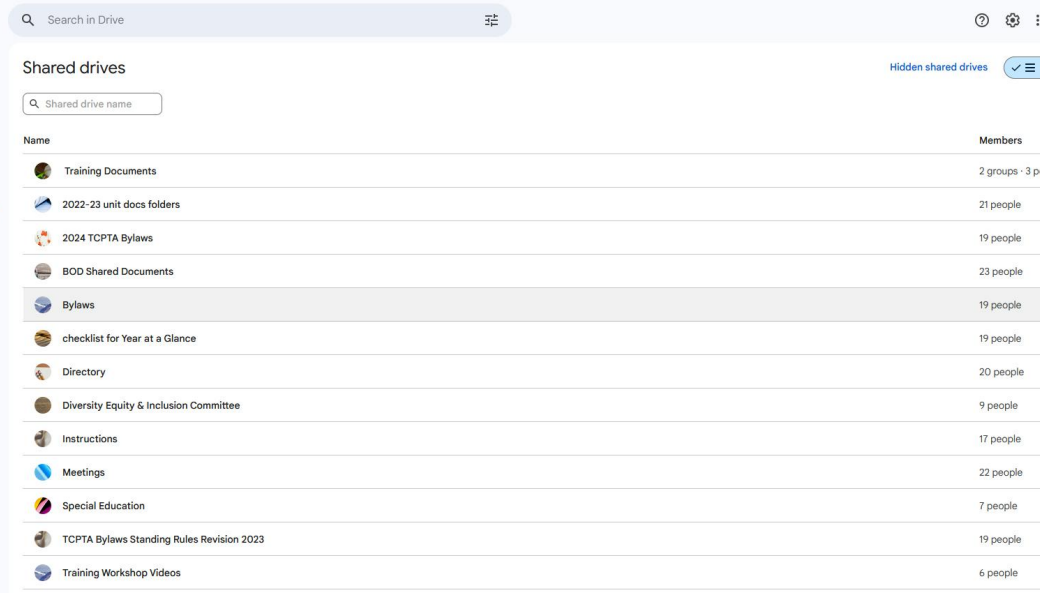 Search in Drive
Shared drives
Hidden shared drives
Shared drive name
Name Members
Training Documents 2 groups · 3
2022-23 unit docs folders 21 people
2024 TCPTA Bylaws 19 people
BOD Shared Documents 23 people
Bylaws 19 people
checklist for Year at a Glance 19 people
Directory 20 people
Diversity Equity & Inclusion Committee 9 people
Instructions 17 people
Meetings 22 people
Special Education 7 people
TCPTA Bylaws Standing Rules Revision 2023 19 people
Training Workshop Videos 6 people